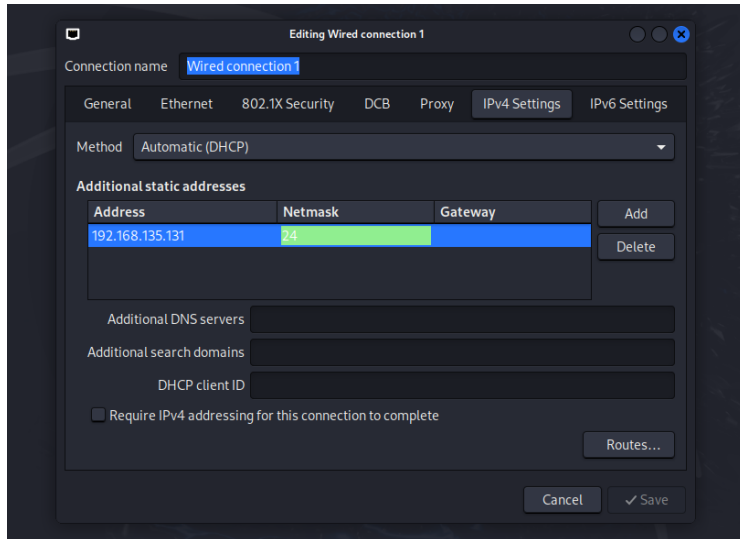 Editing Wired connection 1
Connection name Wired connection 1
General Ethernet 802.1X Security DCB Proxy IPv4 Settings IPv6 Settings
Method Automatic (DHCP)
Additional static addresses
Address Netmask Gateway Add
192.168.135.131 24
Delete
Additional DNS servers
Additional search domains
DHCP client ID
Require IPv4 addressing for this connection to complete
Routes...
Cancel Save